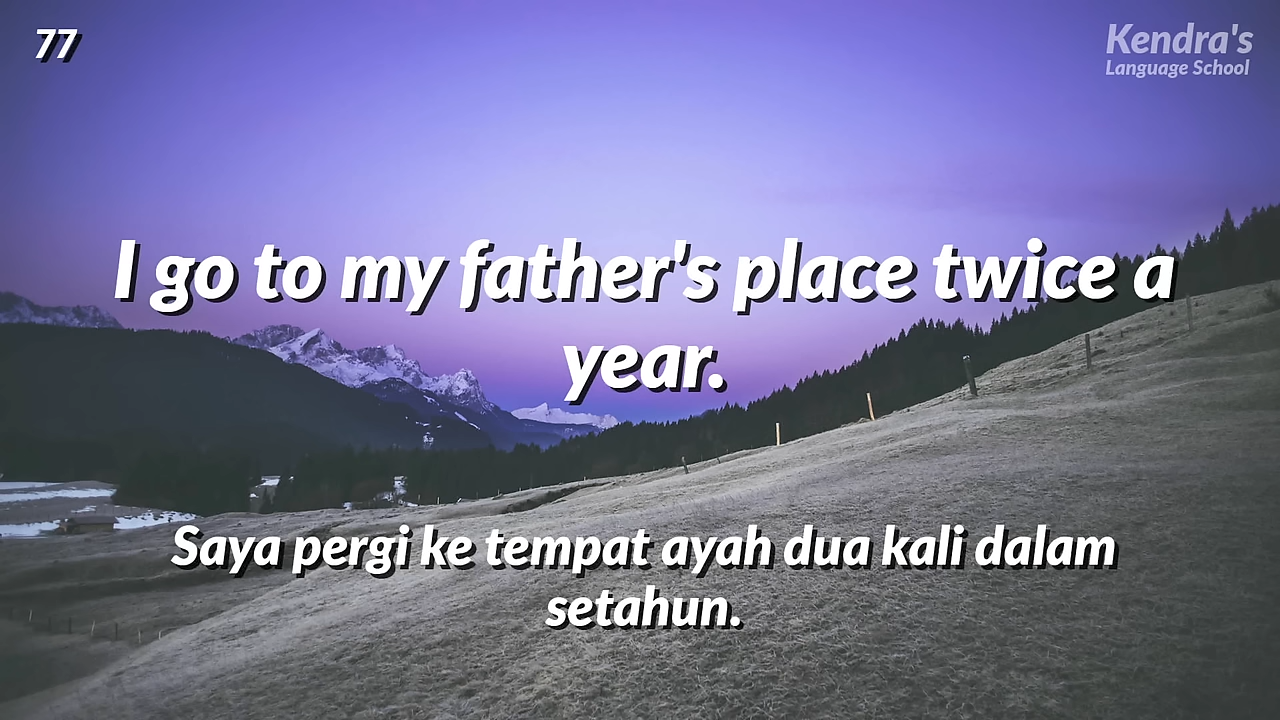 77
Kendra's
Language School
I go to my father's place twice a
year.
Saya pergi ke tempat ayah dua kali dalam
setahun.